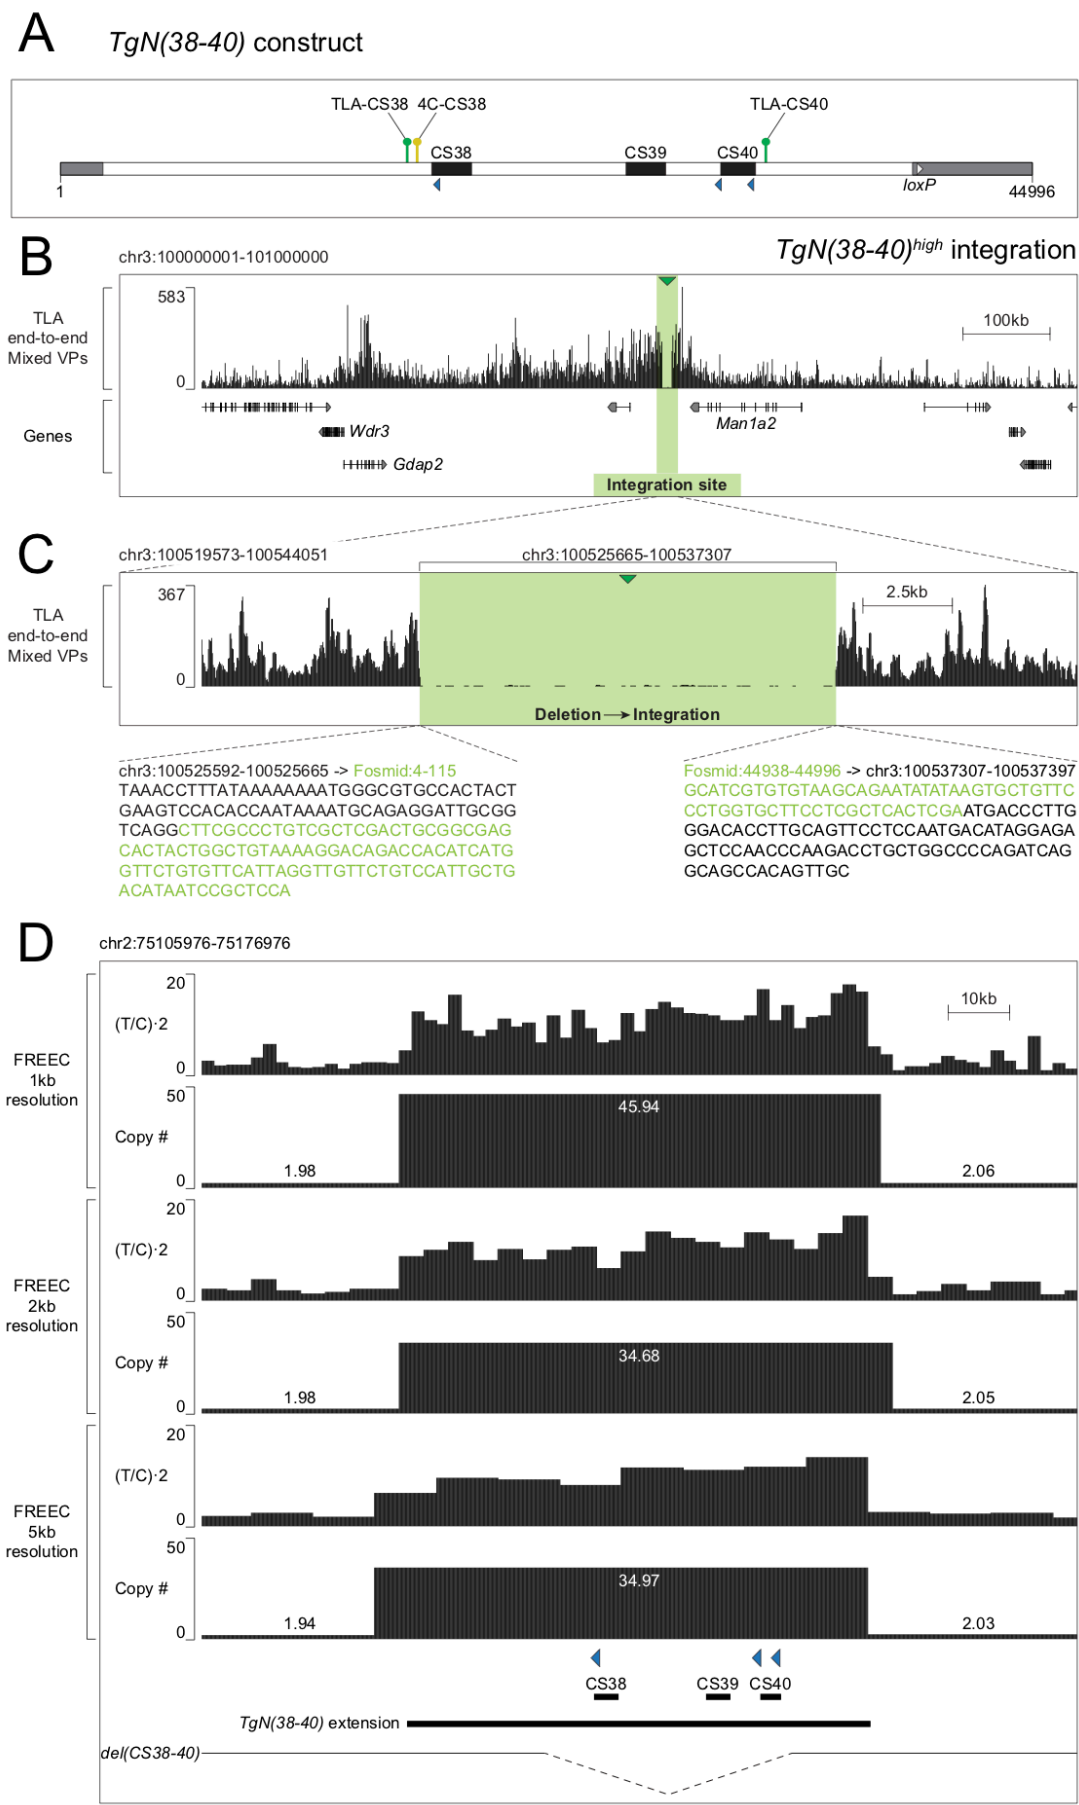 A
TgN(38-40) construct
TLA-CS38 4C-CS38
TLA-CS40
CS38
CS39
CS40
loxP
1
44996
B
chr3:100000001-101000000
TgN(38-40)high integration
583
TLA
end-to-end
Mixed VPs
100kb
0
Genes
Wdr3
Man1a2
Gdap2
Integration site
C
chr3:100519573-100544051
chr3:100525665-100537307
367
TLA
end-to-end
Mixed VPs
2.5kb
0
Deletion → Integration
chr3:100525592-100525665 -> Fosmid:4-115
TAAACCTTTATAAAAAAAATGGGCGTGCCACTACT
GAAGTCCACACCAATAAAATGCAGAGGATTGCGG
TCAGGCTTCGCCCTGTCGCTCGACTGCGGCGAG
CACTACTGGCTGTAAAAGGACAGACCACATCATG
GTTCTGTGTTCATTAGGTTGTTCTGTCCATTGCTG
ACATAATCCGCTCCA
Fosmid:44938-44996 -> chr3:100537307-100537397
GCATCGTGTGTAAGCAGAATATATAAGTGCTGTTC
CCTGGTGCTTCCTCGCTCACTCGAATGACCCTTG
GGACACCTTGCAGTTCCTCCAATGACATAGGAGA
GCTCCAACCCAAGACCTGCTGGCCCCAGATCAG
GCAGCCACAGTTGC
D
chr2:75105976-75176976
20
(T/C)·2
10kb
0
FREEC
1kb
resolution
50
45.94
Copy #
1.98
2.06
0
20
(T/C)·2
0
FREEC
2kb
resolution
50
34.68
Copy #
1.98
2.05
0
20
(T/C)·2
0
FREEC
5kb
resolution
50
34.97
Copy #
1.94
2.03
0
CS38
CS39
CS40
TgN(38-40) extension
del(CS38-40)